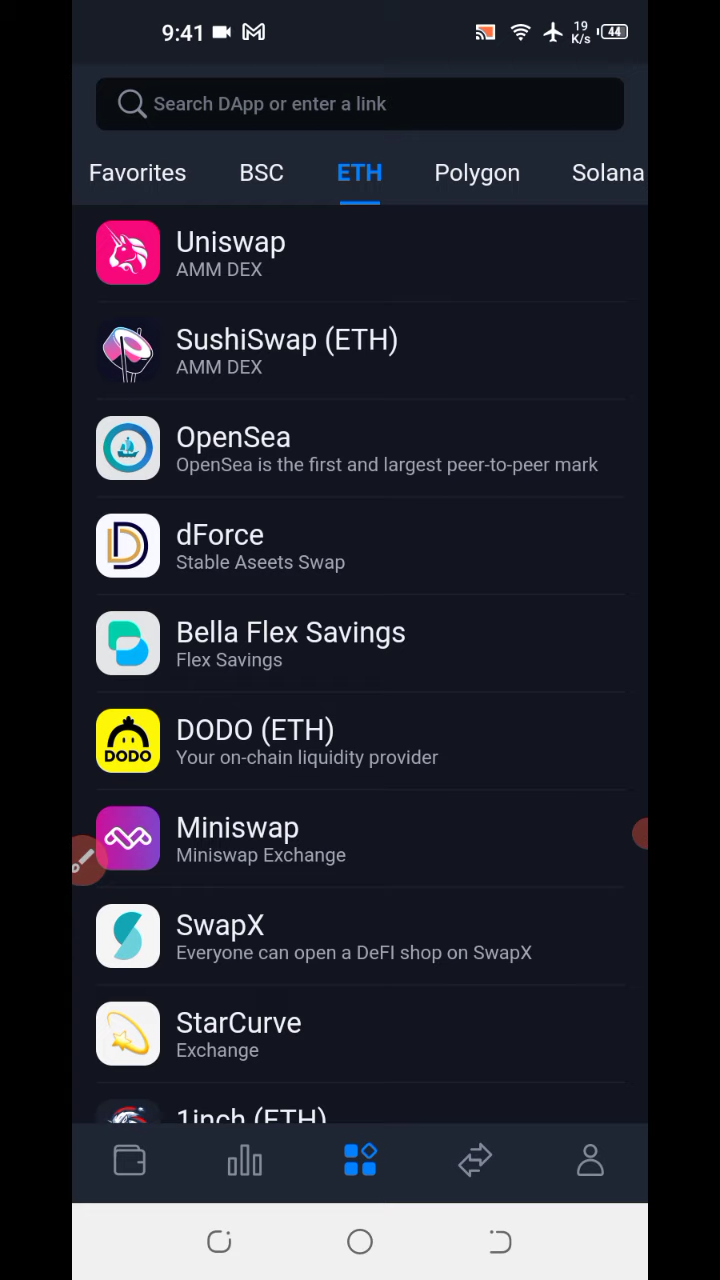 9:41
19
K/s
44
Search DApp or enter a link
Favorites BSC ETH Polygon Solana
Uniswap
AMM DEX
SushiSwap (ETH)
AMM DEX
OpenSea
OpenSea is the first and largest peer-to-peer mark
dForce
Stable Aseets Swap
Bella Flex Savings
Flex Savings
DODO
DODO (ETH)
Your on-chain liquidity provider
Miniswap
Miniswap Exchange
SwapX
Everyone can open a DeFI shop on SwapX
StarCurve
Exchange
1inch (ETH)